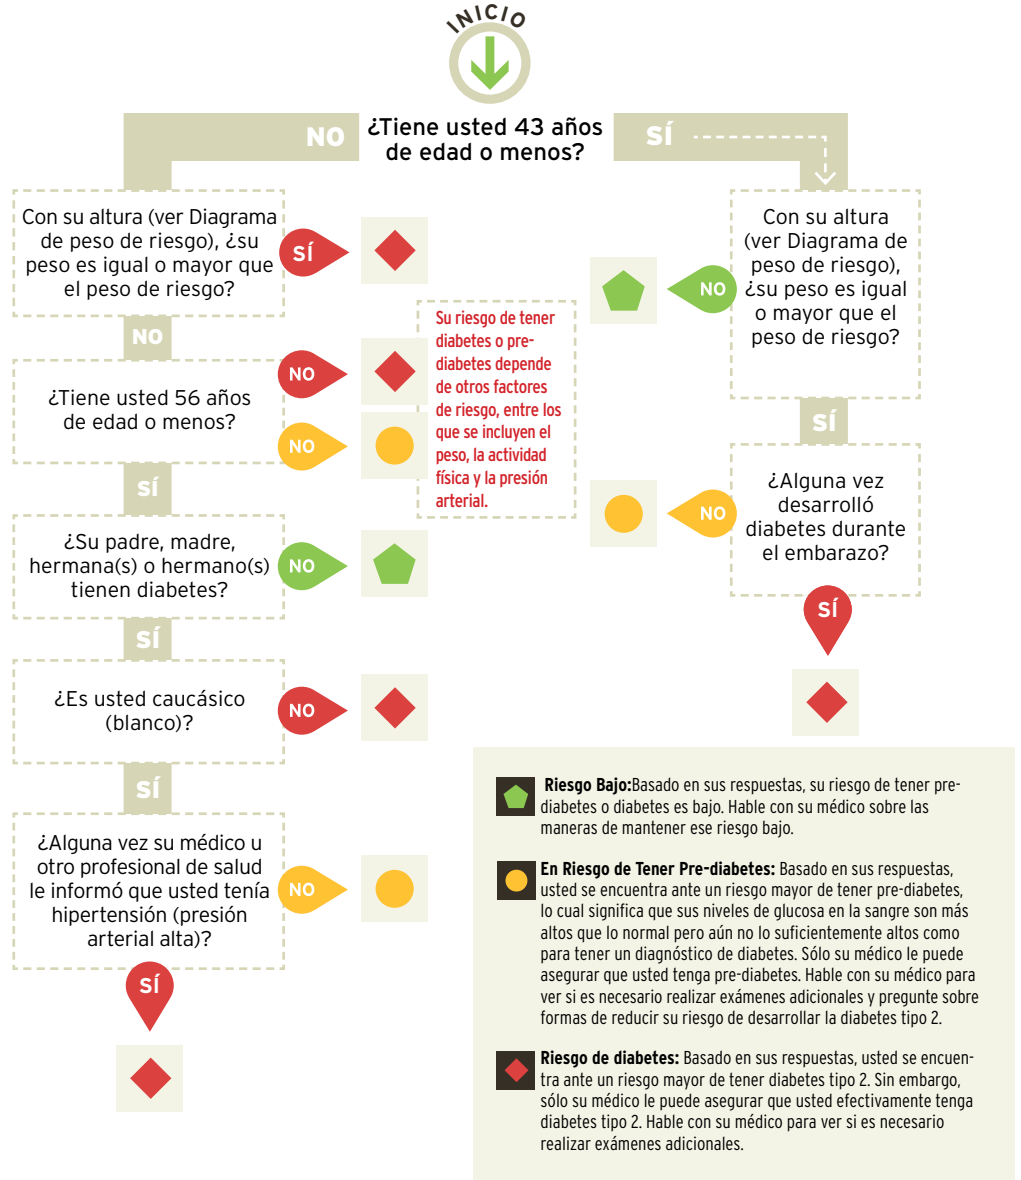 INICIO
¿Tiene usted 43 años
de edad o menos?
NO
SÍ
Con su altura (ver Diagrama
de peso de riesgo), ¿su
peso es igual o mayor que
el peso de riesgo?
SÍ
NO
¿Tiene usted 56 años
de edad o menos?
NO
NO
SÍ
Su riesgo de tener
diabetes o pre-
diabetes depende
de otros factores
de riesgo, entre los
que se incluyen el
peso, la actividad
física y la presión
arterial.
¿Su padre, madre,
hermana(s) o hermano(s)
tienen diabetes?
NO
SÍ
¿Es usted caucásico
(blanco)?
NO
SÍ
¿Alguna vez su médico u
otro profesional de salud
le informó que usted tenía
hipertensión (presión
arterial alta)?
NO
SÍ
Con su altura
(ver Diagrama de
peso de riesgo),
¿su peso es igual
o mayor que el
peso de riesgo?
NO
SÍ
¿Alguna vez
desarrolló
diabetes durante
el embarazo?
NO
SÍ
Riesgo Bajo:Basado en sus respuestas, su riesgo de tener pre-
diabetes o diabetes es bajo. Hable con su médico sobre las
maneras de mantener ese riesgo bajo.
En Riesgo de Tener Pre-diabetes: Basado en sus respuestas,
usted se encuentra ante un riesgo mayor de tener pre-diabetes,
lo cual significa que sus niveles de glucosa en la sangre son más
altos que lo normal pero aún no lo suficientemente altos como
para tener un diagnóstico de diabetes. Sólo su médico le puede
asegurar que usted tenga pre-diabetes. Hable con su médico para
ver si es necesario realizar exámenes adicionales y pregunte sobre
formas de reducir su riesgo de desarrollar la diabetes tipo 2.
Riesgo de diabetes: Basado en sus respuestas, usted se encuen-
tra ante un riesgo mayor de tener diabetes tipo 2. Sin embargo,
sólo su médico le puede asegurar que usted efectivamente tenga
diabetes tipo 2. Hable con su médico para ver si es necesario
realizar exámenes adicionales.